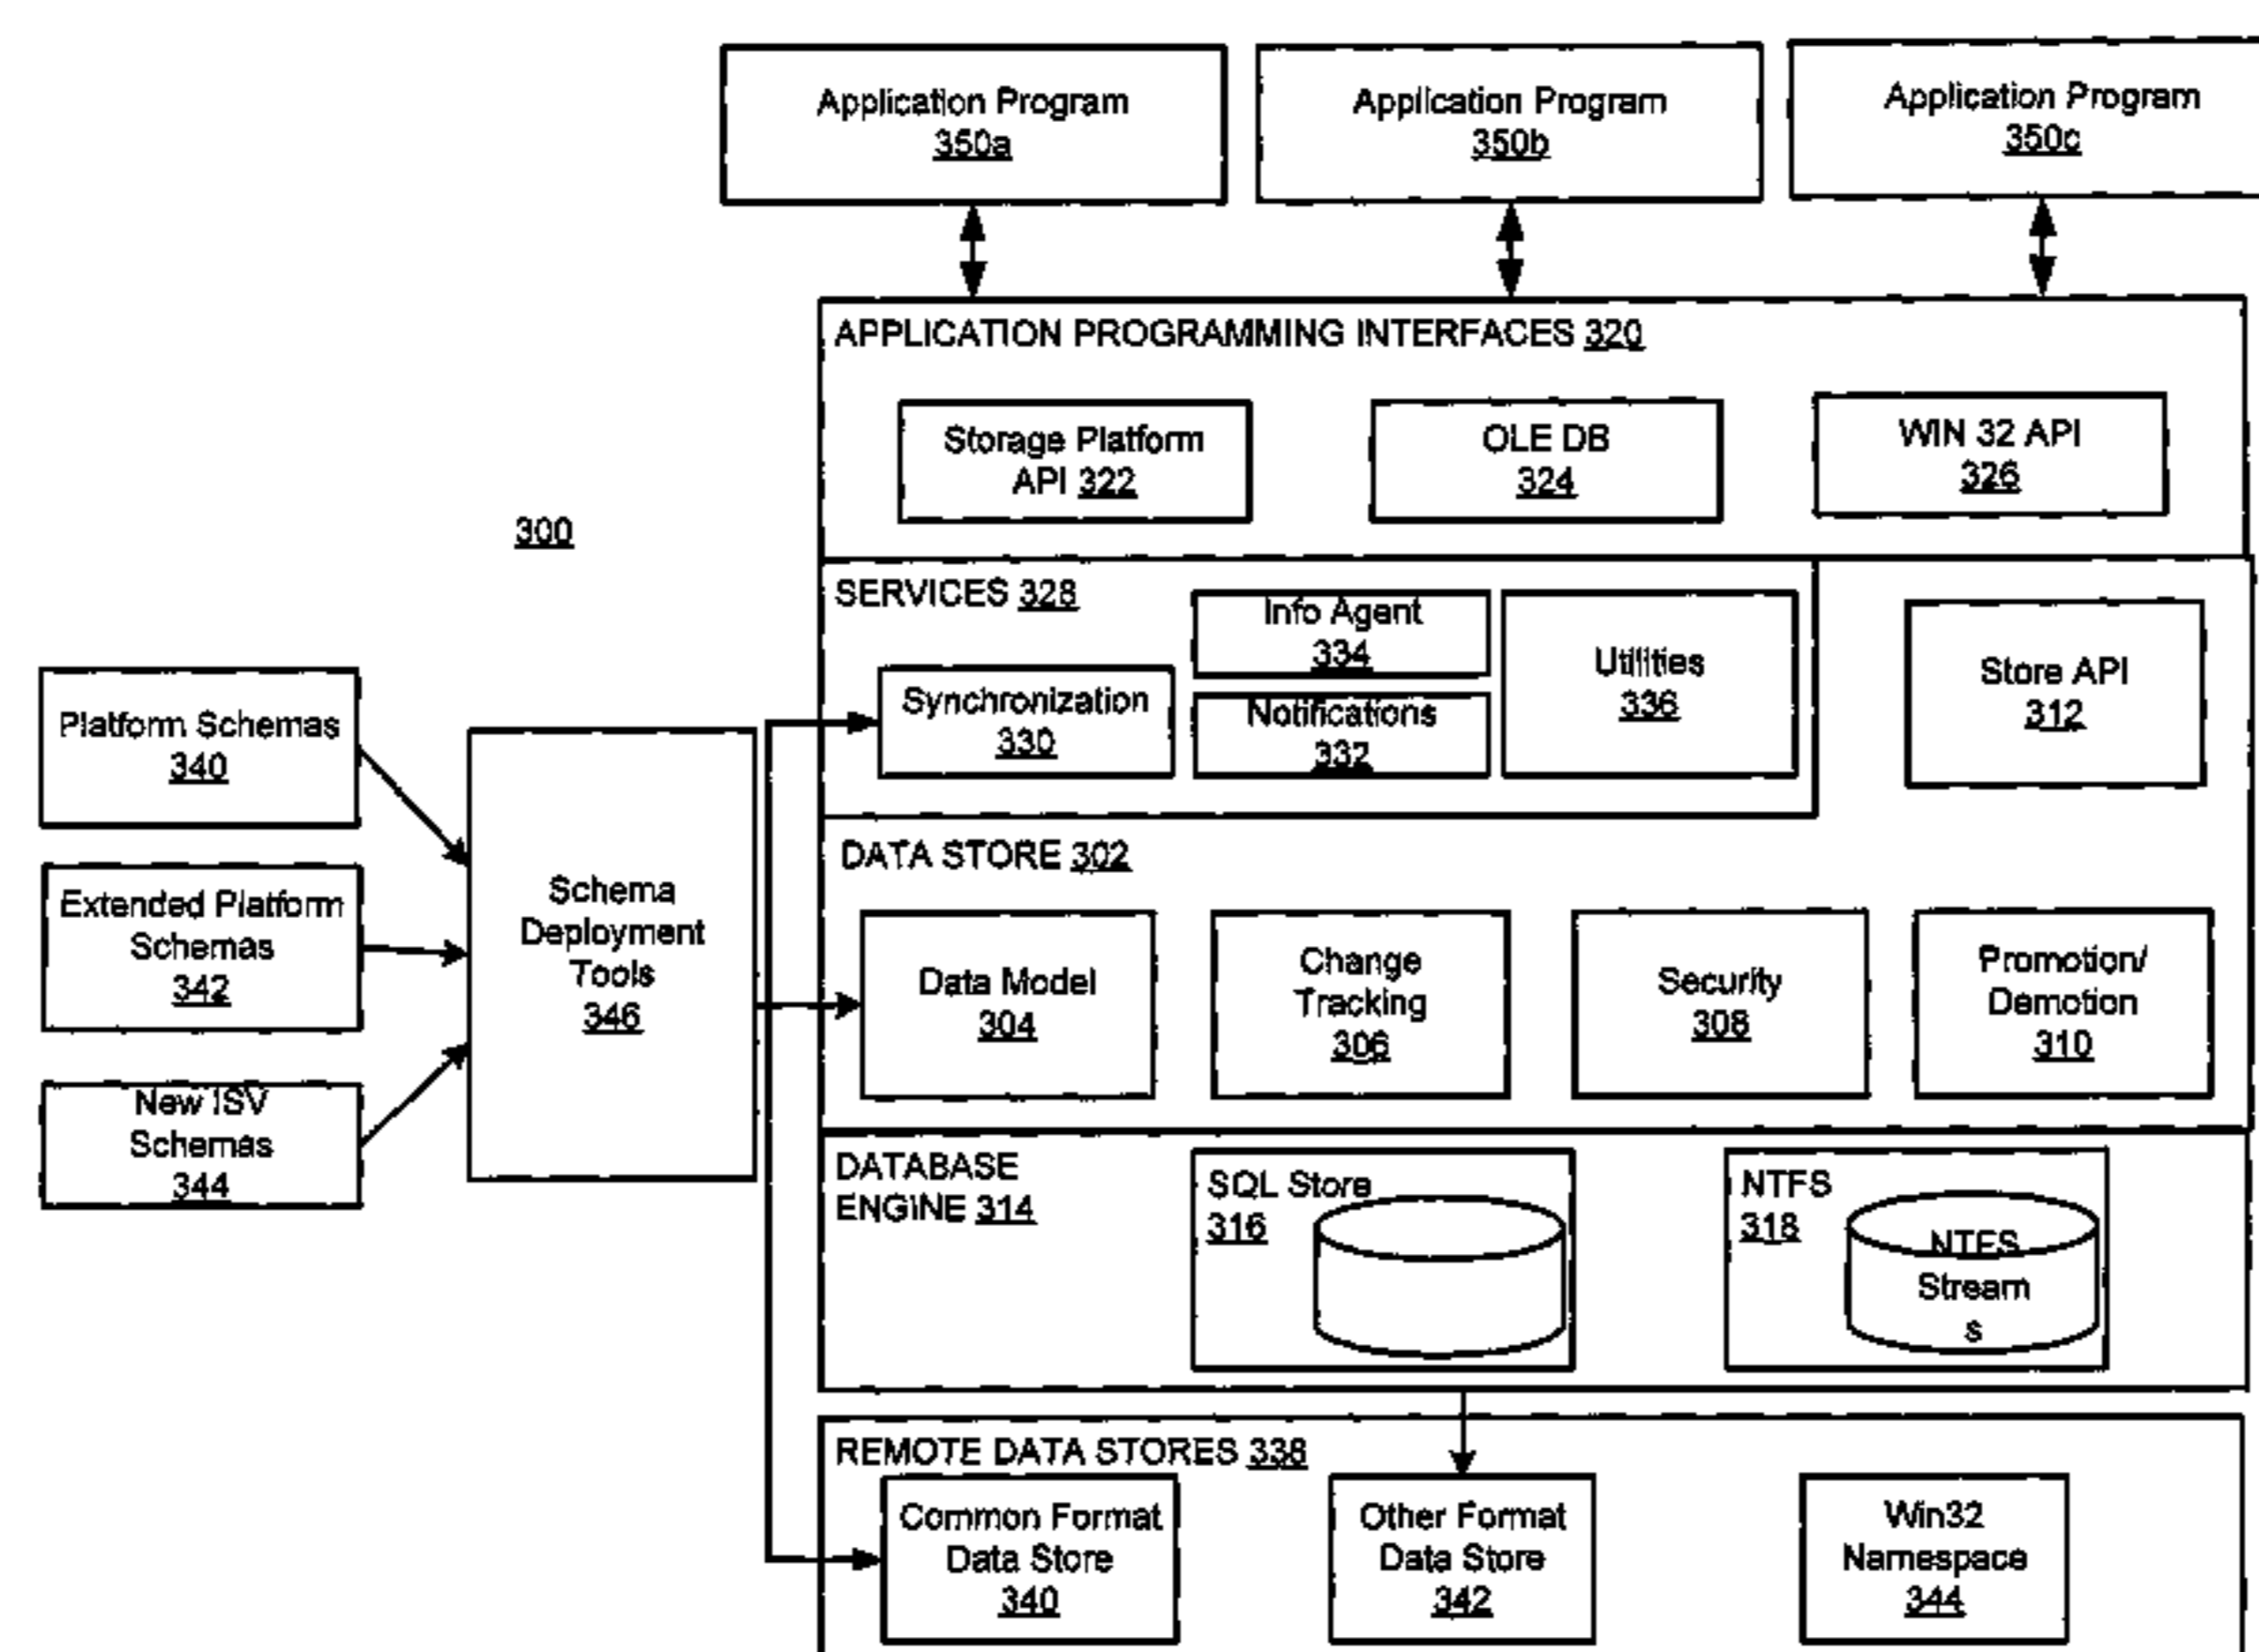 Application Program
350a
Application Program
350b
Application Program
350c
APPLICATION PROGRAMMING INTERFACES 320
Storage Platform
API 322
OLE DB
324
WIN 32 API
326
300
SERVICES 328
Info Agent
334
Utilities
336
Store API
312
Synchronization
330
Notifications
332
Platform Schemas
340
Extended Platform
Schemas
342
New ISV
Schemas
344
Schema
Deployment
Tools
346
DATA STORE 302
Data Model
304
Change
Tracking
306
Security
308
Promotion/
Demotion
310
DATABASE
ENGINE 314
SQL Store
316
NTFS
318
NTFS
Stream
s
REMOTE DATA STORES 338
Common Format
Data Store
340
Other Format
Data Store
342
Win32
Namespace
344